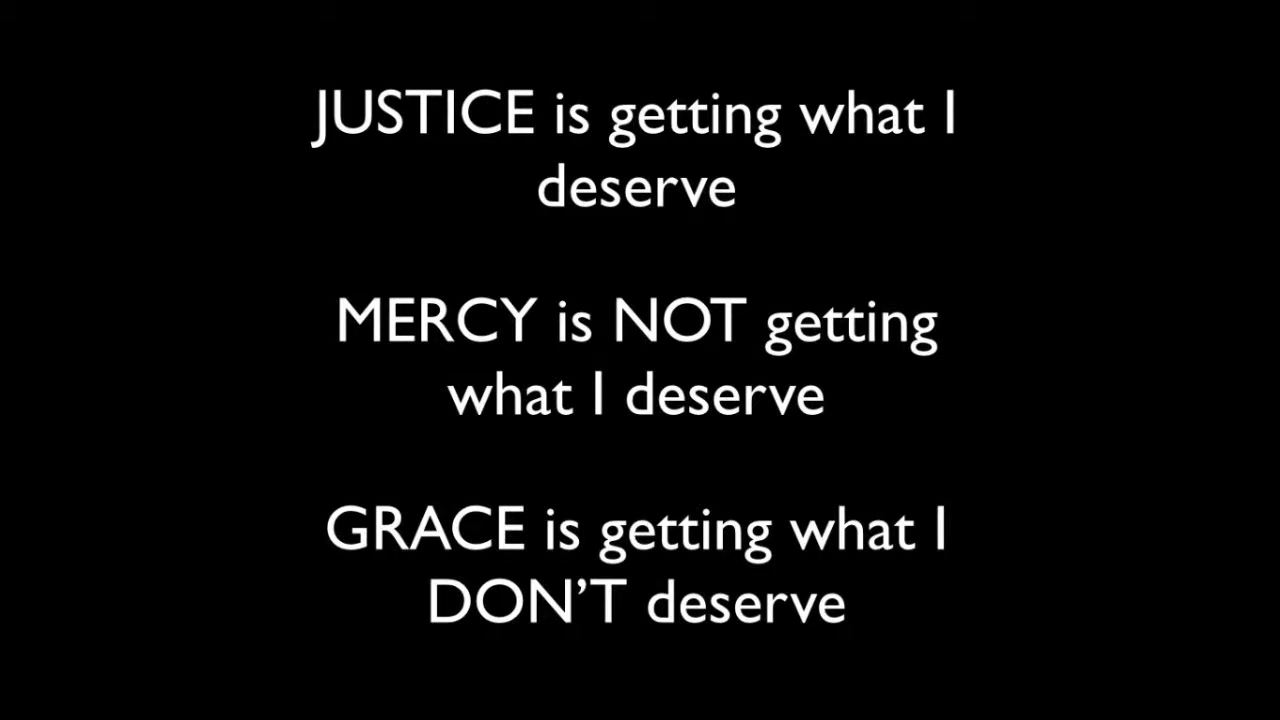 JUSTICE is getting what I
deserve
MERCY is NOT getting
what I deserve
GRACE is getting what I
DON’T deserve